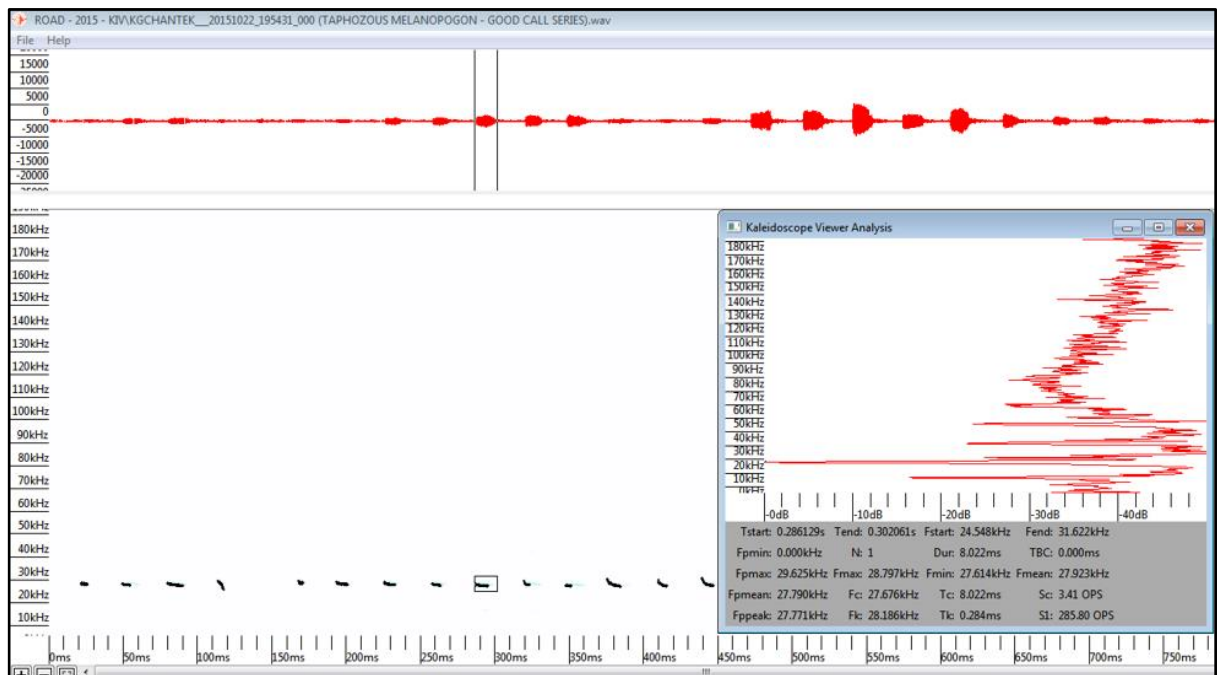 ROAD - 2015 - KIV\KGCHANTEK__20151022_195431_000 (TAPHOZOUS MELANOPOGON - GOOD CALL SERIES).wav
File Help
15000
10000
5000
0
-5000
-10000
-15000
-20000
180kHz
170kHz
160kHz
150kHz
140kHz
130kHz
120kHz
110kHz
100kHz
90kHz
80kHz
70kHz
60kHz
50kHz
40kHz
30kHz
20kHz
10kHz
0ms 50ms 100ms 150ms 200ms 250ms 300ms 350ms 400ms 450ms 500ms 550ms 600ms 650ms 700ms 750ms
Kaleidoscope Viewer Analysis
180kHz
170kHz
160kHz
150kHz
140kHz
130kHz
120kHz
110kHz
100kHz
90kHz
80kHz
70kHz
60kHz
50kHz
40kHz
30kHz
20kHz
10kHz
0kHz
-0dB -10dB -20dB -30dB -40dB
Tstart: 0.286129s Tend: 0.302061s Fstart: 24.548kHz Fend: 31.622kHz
Fpmin: 0.000kHz N: 1 Dur: 8.022ms TBC: 0.000ms
Fpmax: 29.625kHz Fmax: 28.797kHz Fmin: 27.614kHz Fmean: 27.923kHz
Fpmean: 27.790kHz Fc: 27.676kHz Tc: 8.022ms Sc: 3.41 OPS
Fppeak: 27.771kHz Fk: 28.186kHz Tk: 0.284ms S1: 285.80 OPS